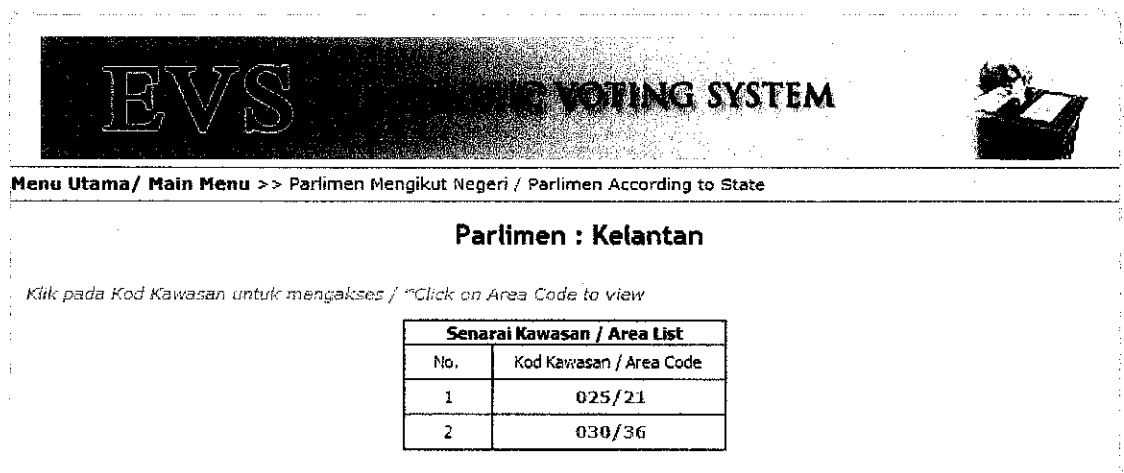 EVS
VOTING SYSTEM
Menu Utama/ Main Menu >> Parlimen Mengikut Negeri / Parlimen According to State
Parlimen : Kelantan
Klik pada Kod Kawasan untuk mengakses / *Click on Area Code to view
Senarai Kawasan / Area List
No. Kod Kawasan / Area Code
1 025/21
2 030/36